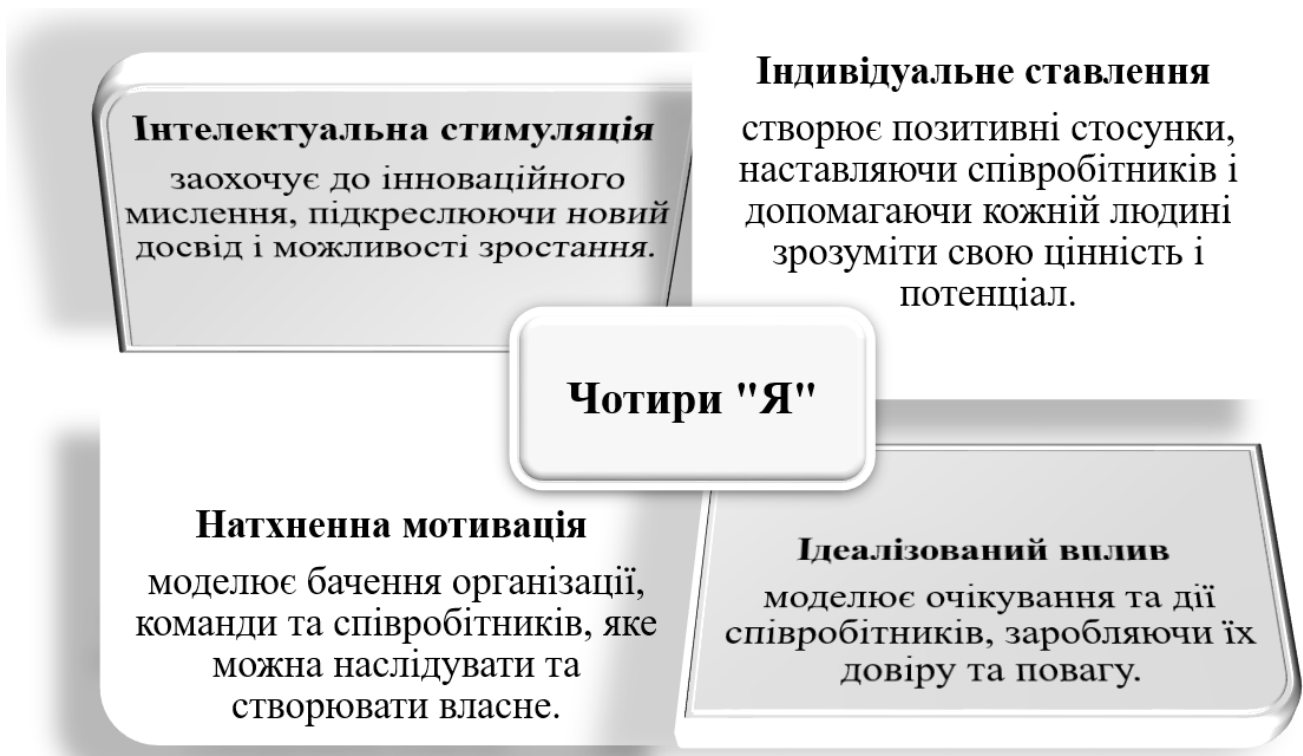 Інтелектуальна стимуляція
заохочує до інноваційного
мислення, підкреслюючи новий
досвід і можливості зростання.
Індивідуальне ставлення
створює позитивні стосунки,
наставляючи співробітників і
допомагаючи кожній людині
зрозуміти свою цінність і
потенціал.
Чотири "Я"
Натхненна мотивація
моделює бачення організації,
команди та співробітників, яке
можна наслідувати та
створювати власне.
Ідеалізований вплив
моделює очікування та дії
співробітників, заробляючи їх
довіру та повагу.